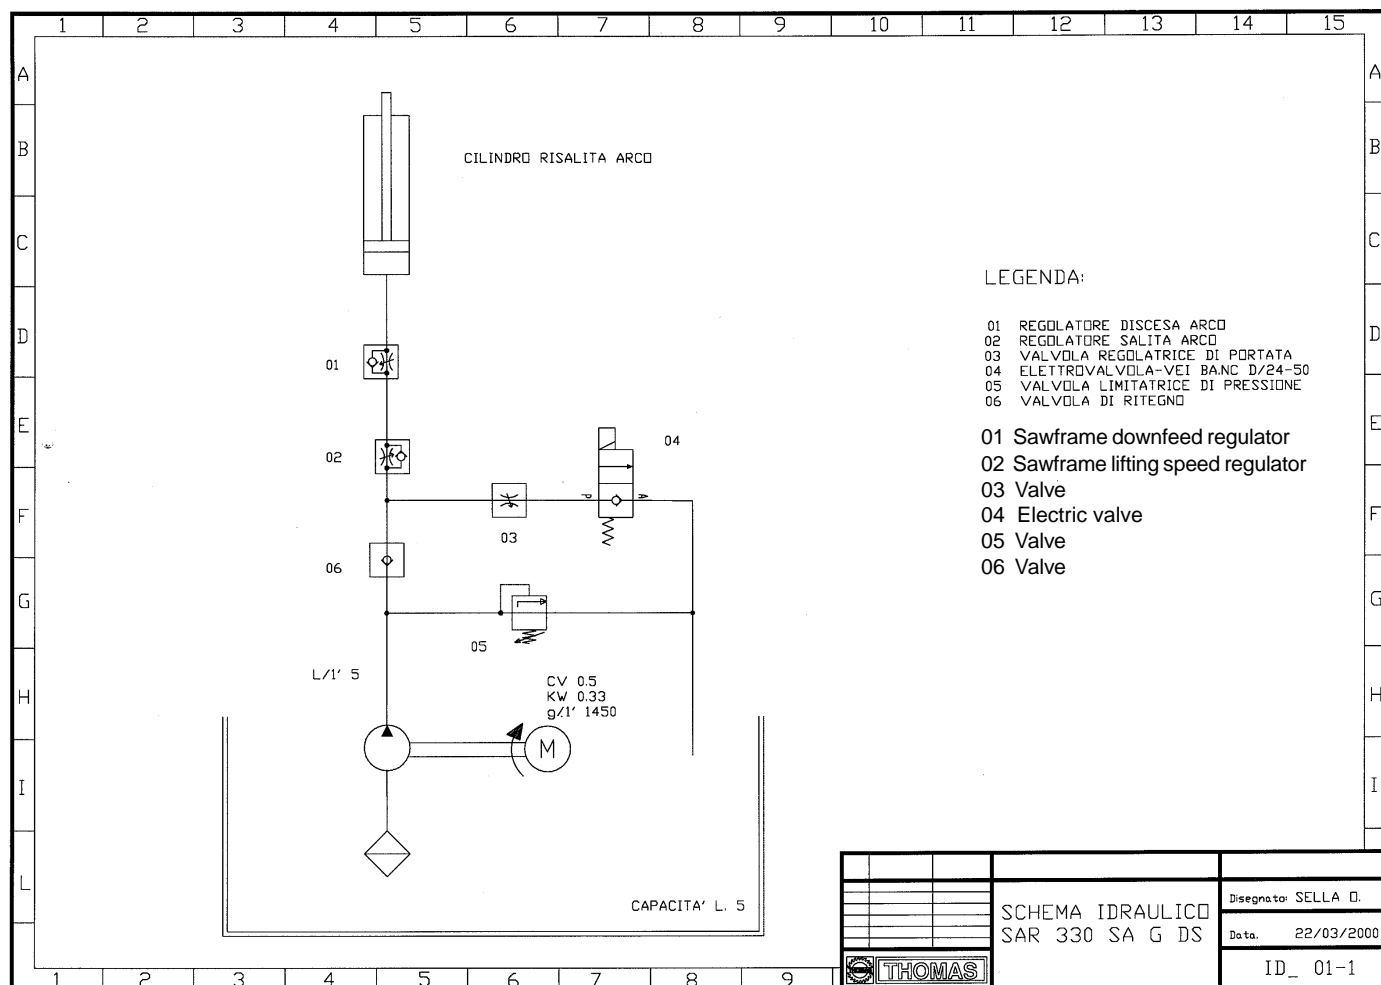 1 2 3 4 5 6 7 8 9 10 11 12 13 14 15
A A
B B
CILINDRO RISALITA ARCO
C C
LEGENDA:
D D
01 REGOLATORE DISCESA ARCO
02 REGOLATORE SALITA ARCO
03 VALVOLA REGOLATRICE DI PORTATA
04 ELETTROVALVOLA-VEI BA.NC D/24-50
05 VALVOLA LIMITATRICE DI PRESSIONE
06 VALVOLA DI RITEGNO
01
E E
02
04
01 Sawframe downfeed regulator
02 Sawframe lifting speed regulator
03 Valve
04 Electric valve
05 Valve
06 Valve
P A
F F
03
06
G G
05
L/1' 5
H H
CV 0.5
KW 0.33
g/1' 1450
M
I I
L
CAPACITA' L. 5
SCHEMA IDRAULICO
SAR 330 SA G DS
Disegnato: SELLA O.
Data. 22/03/2000
ID_ 01-1
THOMAS
1 2 3 4 5 6 7 8 9